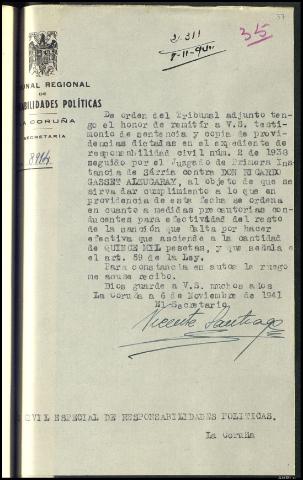 35
8-11-941
NAL REGIONAL
DE
ABILIDADES POLÍTICAS
A CORUÑA
SECRETARÍA
De orden del Tribunal adjunto ten-
go el honor de remitir a V.S. testi-
monio de sentencia y copia de provi-
dencias dictadas en el expediente de
responsabilidad civil núm. 2 de 1938
seguido por el Juzgado de Primera Ins-
tancia de Sárria contra DON RICARDO
GASSET ALZUGARAY, al objeto de que se
sirva dar cumplimiento a lo que en
providencia de esta fecha se ordena
en cuanto a medidas precautorias con-
ducentes para efectividad del resto
de la sanción que falta por hacer
efectiva que asciende a la cantidad
de QUINCE MIL pesetas, y que señala el
el art. 59 de la Ley.
Para constancia en autos le ruego
me acuse recibo.
Dios guarde a V.S. muchos años
La Coruña a 6 de Noviembre de 1941
El Secretario,
Vicente Santiago
CIVIL ESPECIAL DE RESPONSABILIDADES POLITICAS.
La Coruña